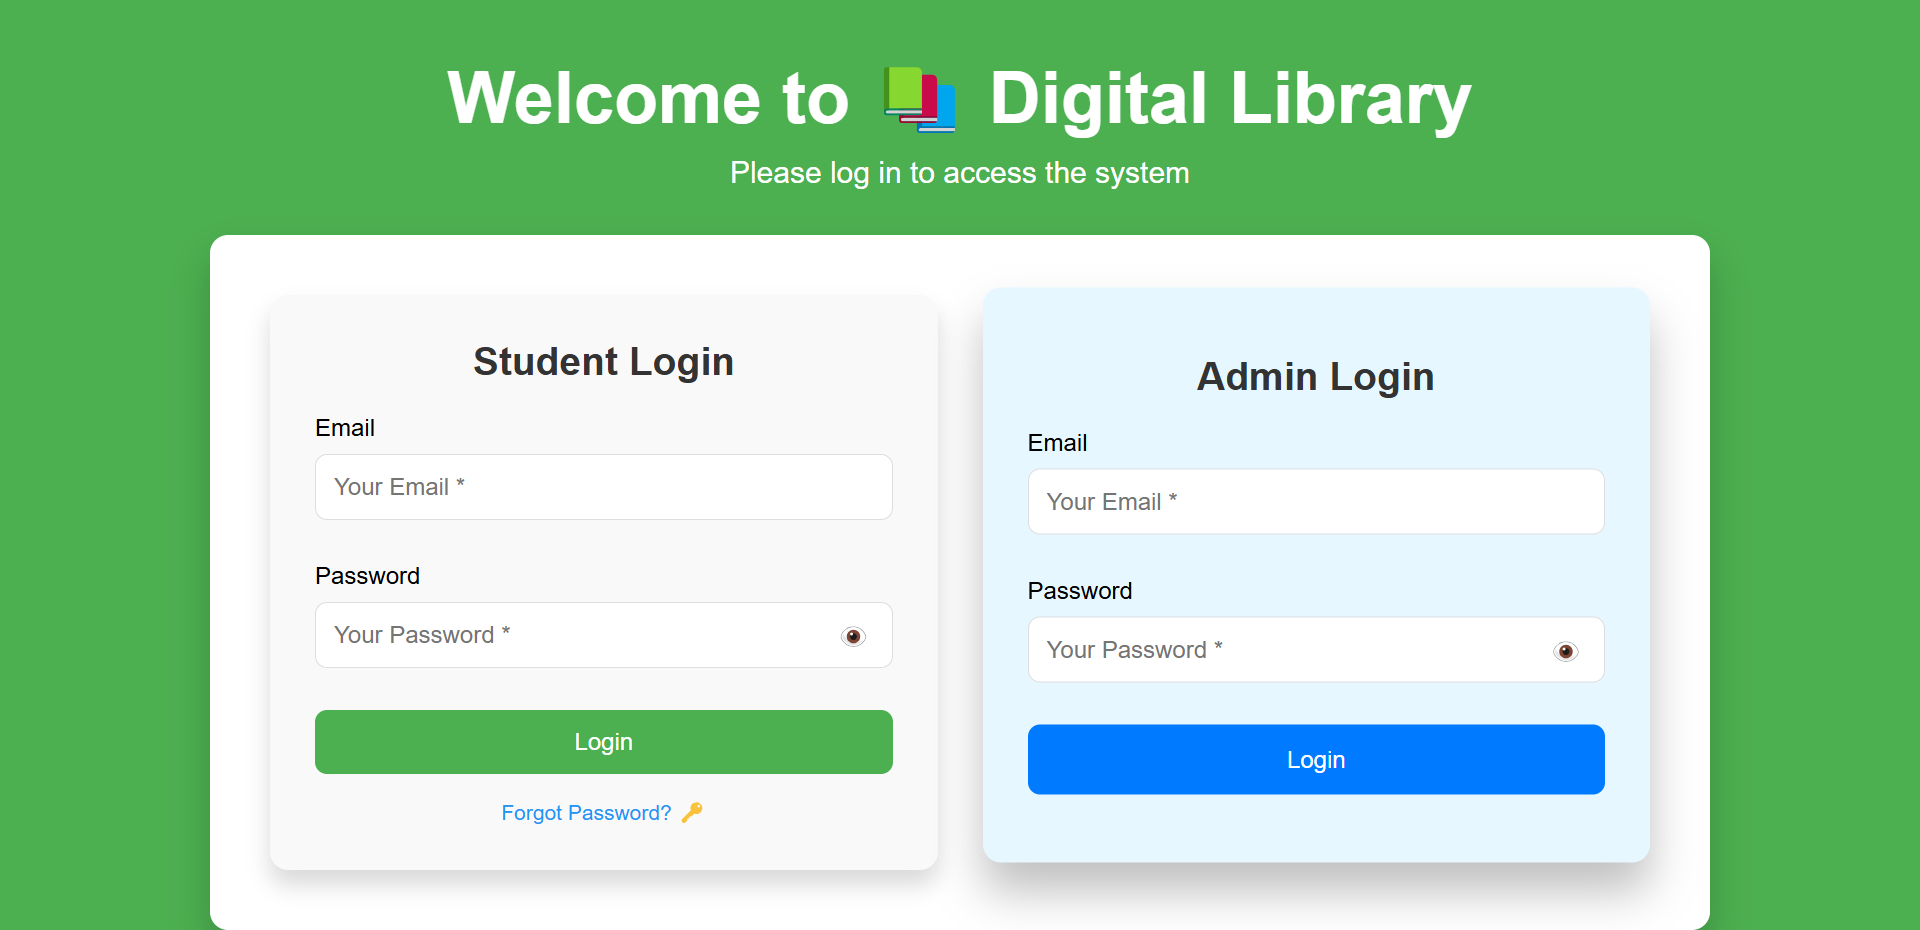 Welcome to 📚 Digital Library
Please log in to access the system
Student Login
Email
Your Email *
Password
Your Password *
Login
Forgot Password? 🔑
Admin Login
Email
Your Email *
Password
Your Password *
Login